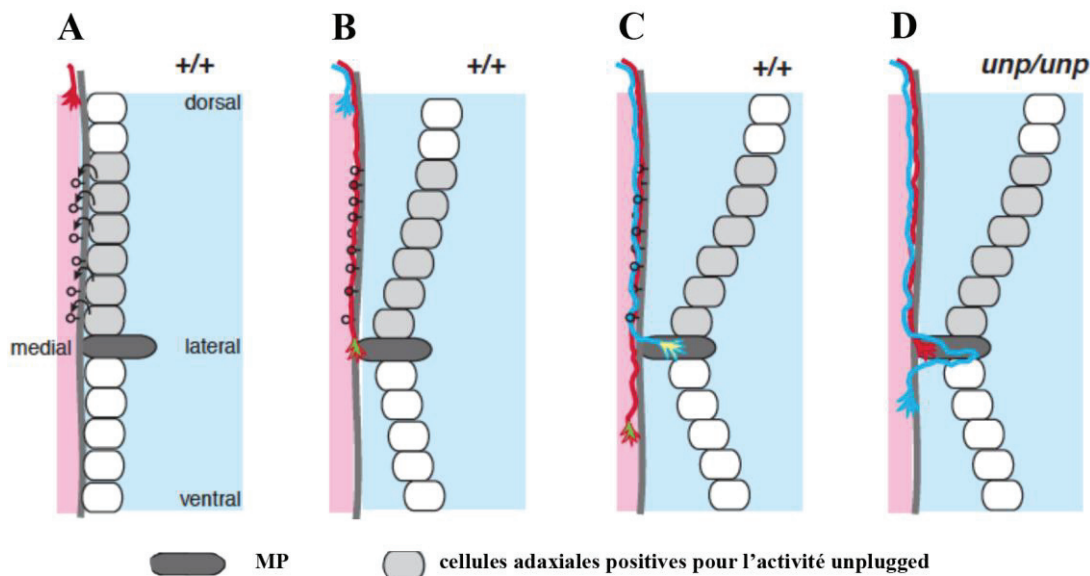 A B C D
+/+ +/+ +/+ unp/unp
dorsal
medial lateral
ventral
MP cellules adaxiales positives pour l’activité unplugged